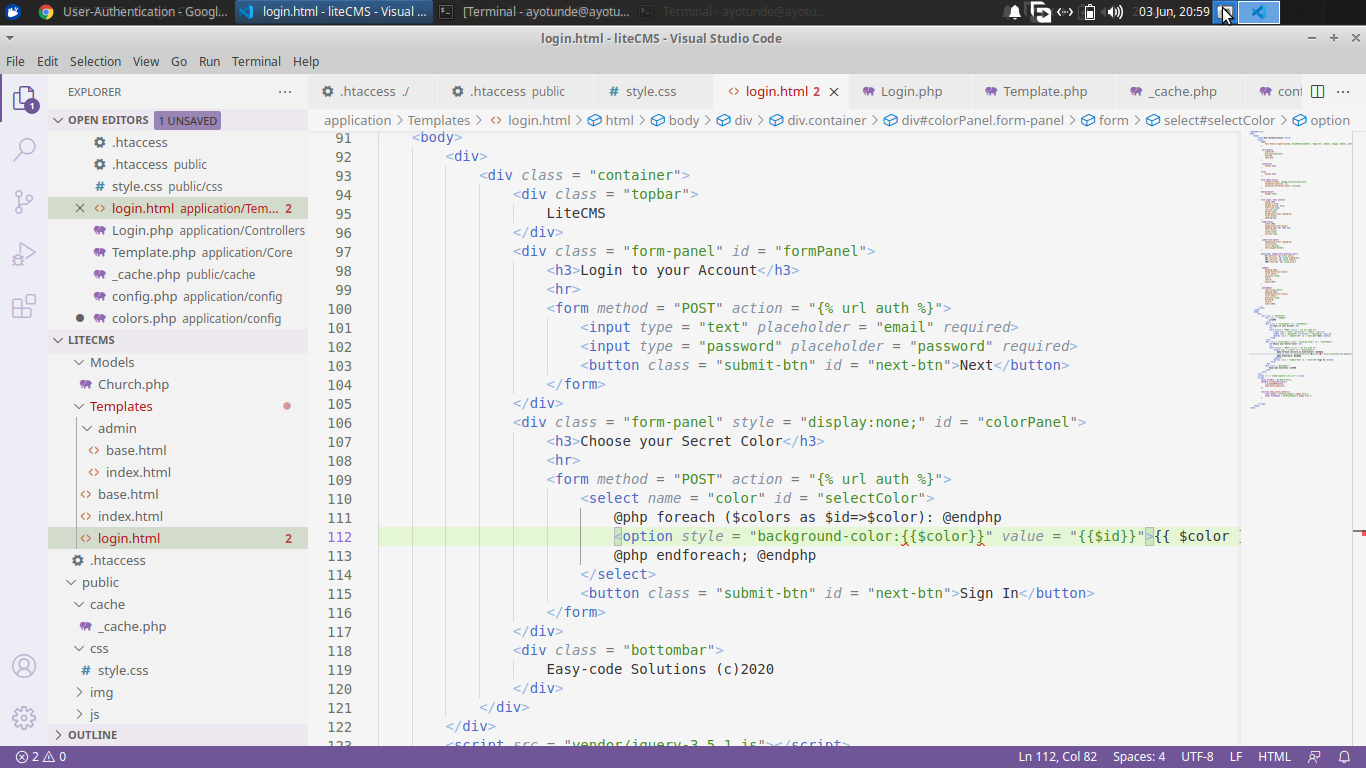 User-Authentication - Googl...
login.html - liteCMS - Visual ...
[Terminal - ayotunde@ayotu...
Terminal - ayotunde@ayotu...
03 Jun, 20:59
login.html - liteCMS - Visual Studio Code
File Edit Selection View Go Run Terminal Help
EXPLORER
.htaccess ./
.htaccess public
style.css
login.html 2
Login.php
Template.php
_cache.php
OPEN EDITORS 1 UNSAVED
application > Templates > login.html > html > body > div > div.container > div#colorPanel.form-panel > form > select#selectColor > option
.htaccess
.htaccess public
style.css public/css
login.html application/Tem... 2
Login.php application/Controllers
Template.php application/Core
_cache.php public/cache
config.php application/config
colors.php application/config
LITECMS
Models
Church.php
Templates
admin
base.html
index.html
base.html
index.html
login.html 2
.htaccess
public
cache
_cache.php
css
style.css
img
js
OUTLINE
91 <body>
92 <div>
93 <div class = "container">
94 <div class = "topbar">
95 LiteCMS
96 </div>
97 <div class = "form-panel" id = "formPanel">
98 <h3>Login to your Account</h3>
99 <hr>
100 <form method = "POST" action = "{% url auth %}">
101 <input type = "text" placeholder = "email" required>
102 <input type = "password" placeholder = "password" required>
103 <button class = "submit-btn" id = "next-btn">Next</button>
104 </form>
105 </div>
106 <div class = "form-panel" style = "display:none;" id = "colorPanel">
107 <h3>Choose your Secret Color</h3>
108 <hr>
109 <form method = "POST" action = "{% url auth %}">
110 <select name = "color" id = "selectColor">
111 @php foreach ($colors as $id=>$color): @endphp
112 <option style = "background-color:{{$color}}" value = "{{$id}}">{{ $color
113 @php endforeach; @endphp
114 </select>
115 <button class = "submit-btn" id = "next-btn">Sign In</button>
116 </form>
117 </div>
118 <div class = "bottombar">
119 Easy-code Solutions (c)2020
120 </div>
121 </div>
122 </div>
123 <script src = "vendor/jquery-3.5.1.js"></script>
2 0
Ln 112, Col 82 Spaces: 4 UTF-8 LF HTML